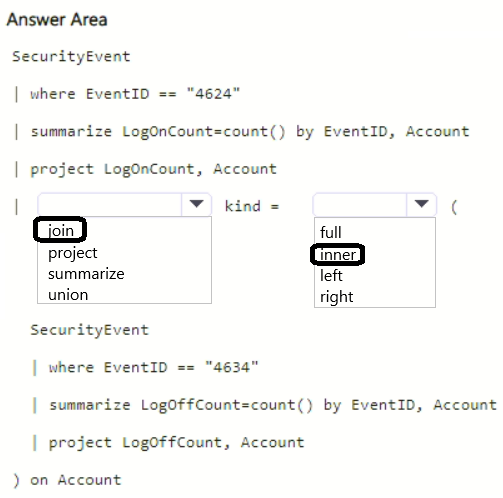 Answer Area
SecurityEvent
| where EventID == "4624"
| summarize LogOnCount=count() by EventID, Account
| project LogOnCount, Account
| kind = (
join
project
summarize
union
full
inner
left
right
SecurityEvent
| where EventID == "4634"
| summarize LogOffCount=count() by EventID, Account
| project LogOffCount, Account
) on Account